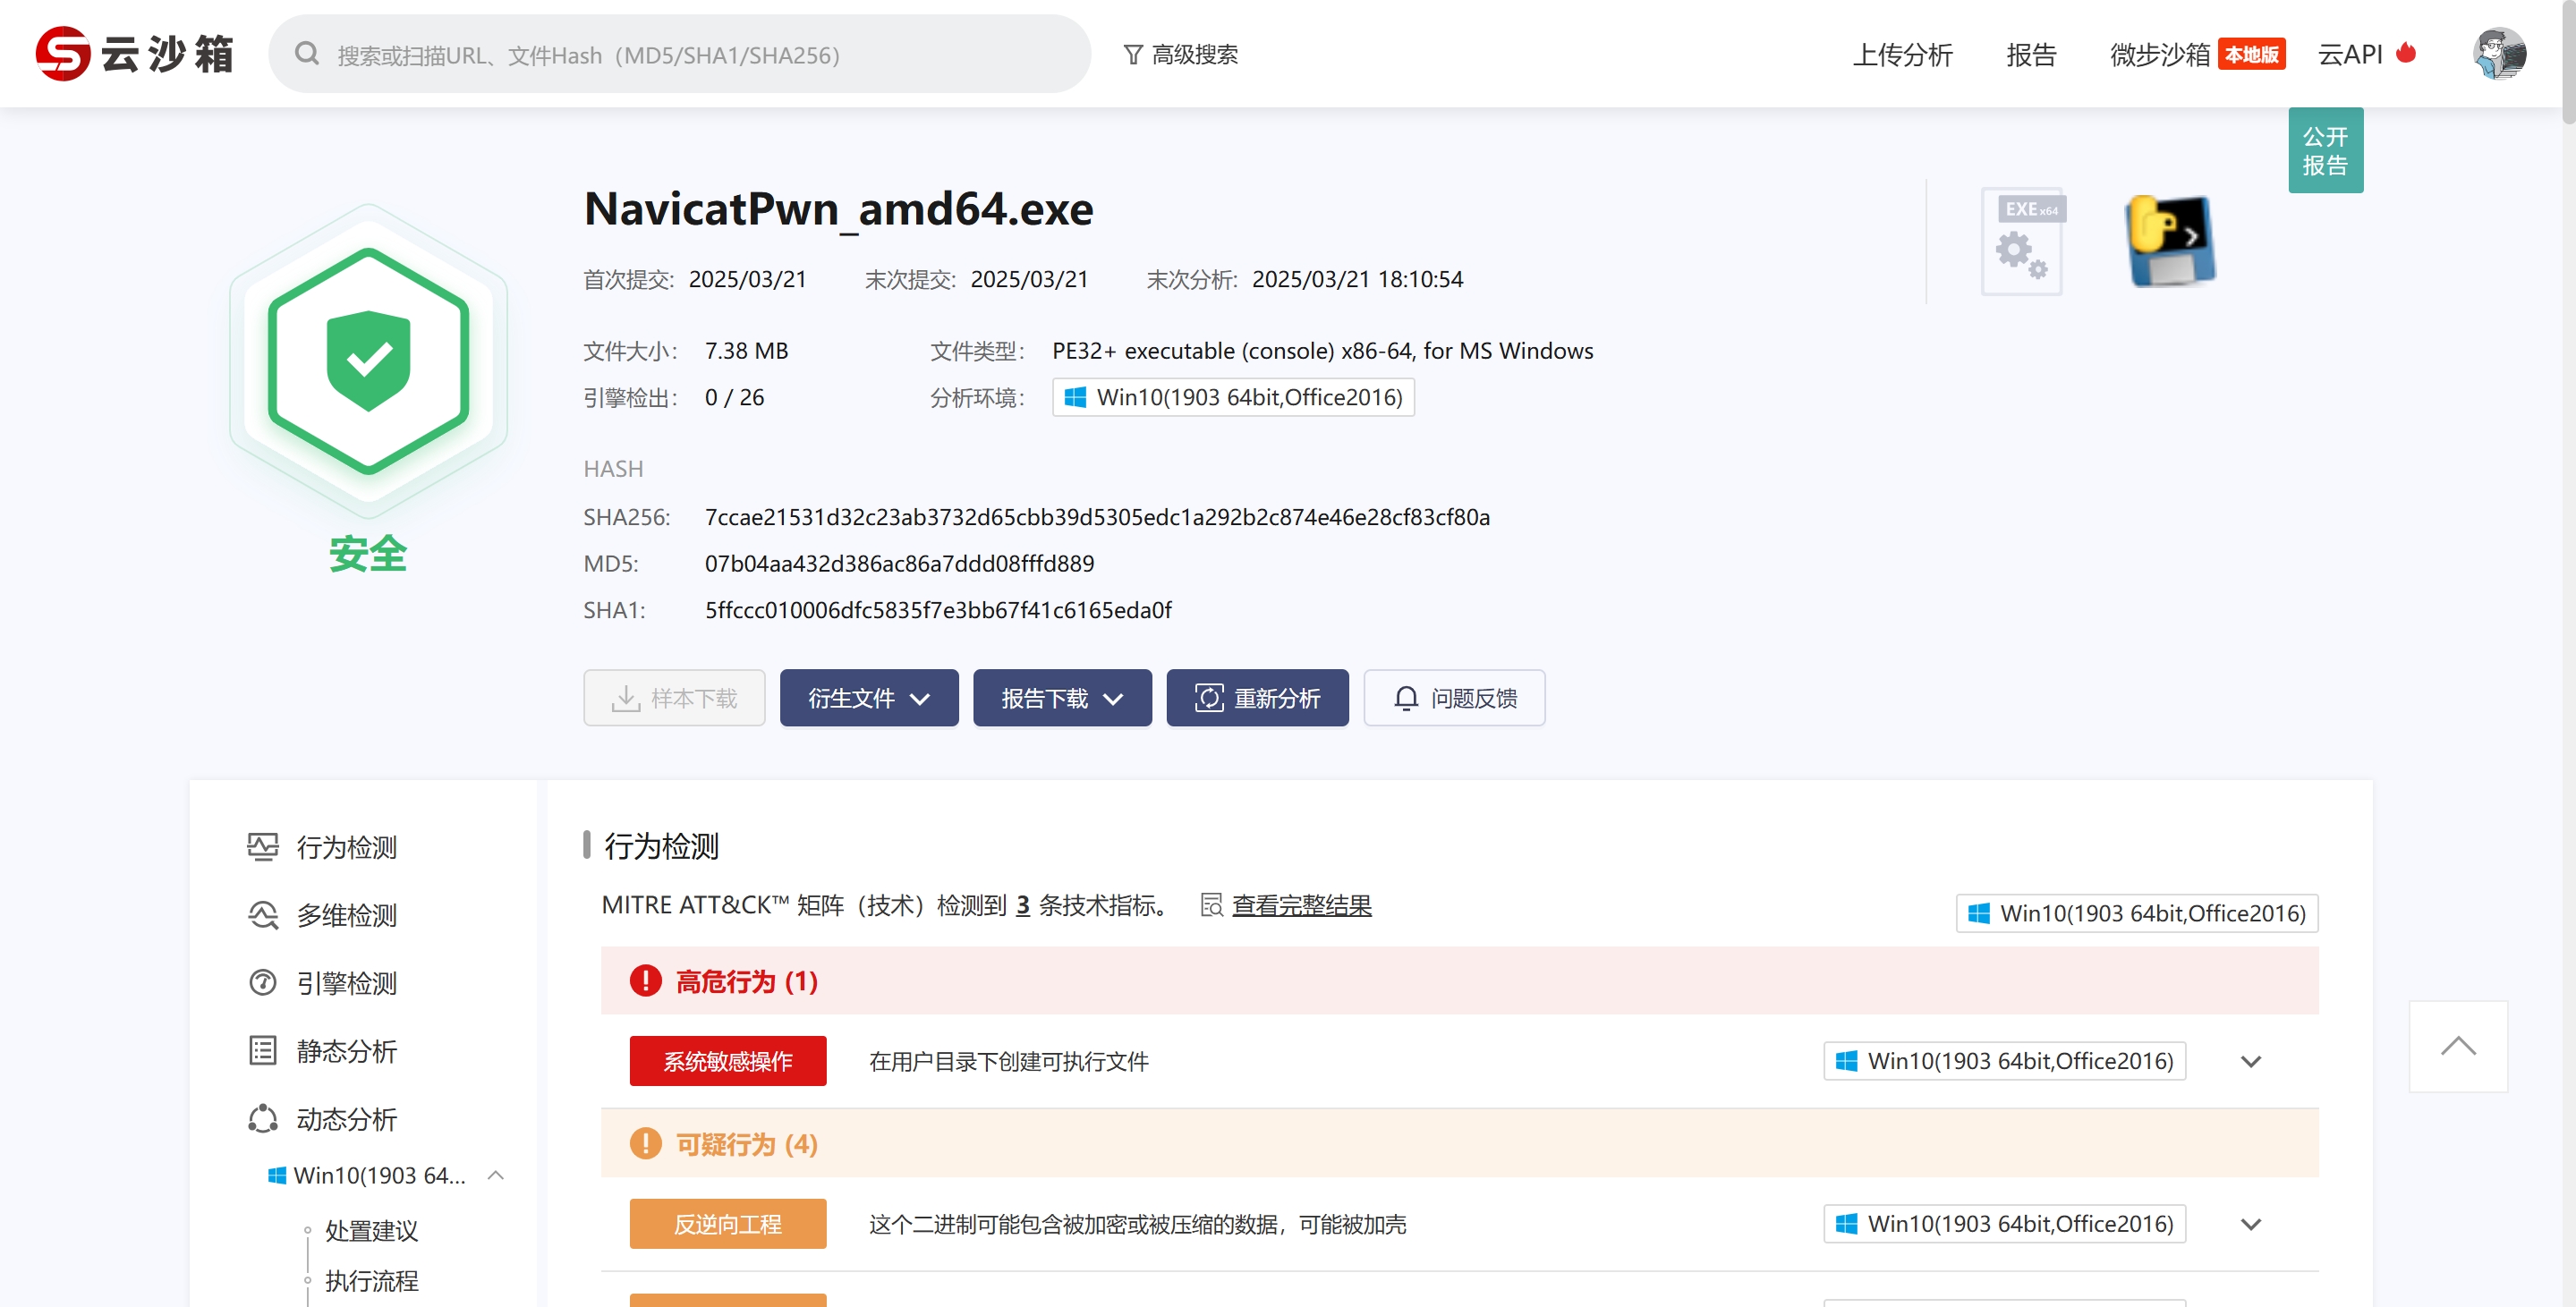 云沙箱
搜索或扫描URL、文件Hash（MD5/SHA1/SHA256）
高级搜索
上传分析
报告
微步沙箱 本地版
云API
公开
报告
NavicatPwn_amd64.exe
EXE x64
首次提交: 2025/03/21 末次提交: 2025/03/21 末次分析: 2025/03/21 18:10:54
文件大小: 7.38 MB 文件类型: PE32+ executable (console) x86-64, for MS Windows
引擎检出: 0 / 26 分析环境: Win10(1903 64bit,Office2016)
安全
HASH
SHA256: 7ccae21531d32c23ab3732d65cbb39d5305edc1a292b2c874e46e28cf83cf80a
MD5: 07b04aa432d386ac86a7ddd08fffd889
SHA1: 5ffccc010006dfc5835f7e3bb67f41c6165eda0f
样本下载 衍生文件 报告下载 重新分析 问题反馈
行为检测
多维检测
引擎检测
静态分析
动态分析
Win10(1903 64...
处置建议
执行流程
行为检测
MITRE ATT&CK™ 矩阵（技术）检测到 3 条技术指标。 查看完整结果
Win10(1903 64bit,Office2016)
高危行为 (1)
系统敏感操作 在用户目录下创建可执行文件 Win10(1903 64bit,Office2016)
可疑行为 (4)
反逆向工程 这个二进制可能包含被加密或被压缩的数据，可能被加壳 Win10(1903 64bit,Office2016)